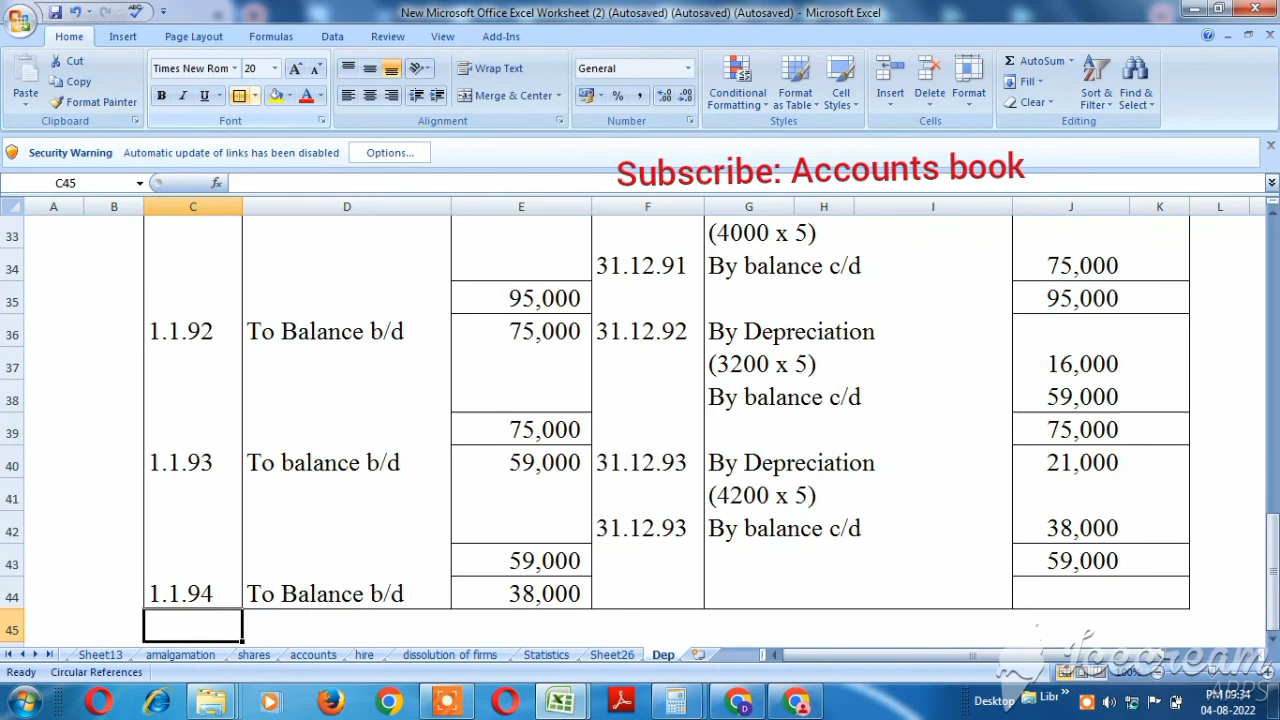 New Microsoft Office Excel Worksheet (2) (Autosaved) (Autosaved) (Autosaved) - Microsoft Excel
Home Insert Page Layout Formulas Data Review View Add-Ins
Cut Times New Rom 20 Wrap Text General Σ AutoSum
Copy Fill
Paste Format Painter B I U Merge & Center % , Conditional Formatting Format as Table Cell Styles Insert Delete Format Clear Sort & Filter Find & Select
Clipboard Font Alignment Number Styles Cells Editing
Security Warning Automatic update of links has been disabled Options...
Subscribe: Accounts book
C45 fx
A B C D E F G H I J K L
33 (4000 x 5)
34 31.12.91 By balance c/d 75,000
35 95,000 95,000
36 1.1.92 To Balance b/d 75,000 31.12.92 By Depreciation
37 (3200 x 5) 16,000
38 By balance c/d 59,000
39 75,000 75,000
40 1.1.93 To balance b/d 59,000 31.12.93 By Depreciation 21,000
41 (4200 x 5)
42 31.12.93 By balance c/d 38,000
43 59,000 59,000
44 1.1.94 To Balance b/d 38,000
45
Sheet13 amalgamation shares accounts hire dissolution of firms Statistics Sheet26 Dep
Ready Circular References 100%
Icecream
APPS
Desktop Libr » PM 09:34
04-08-2022